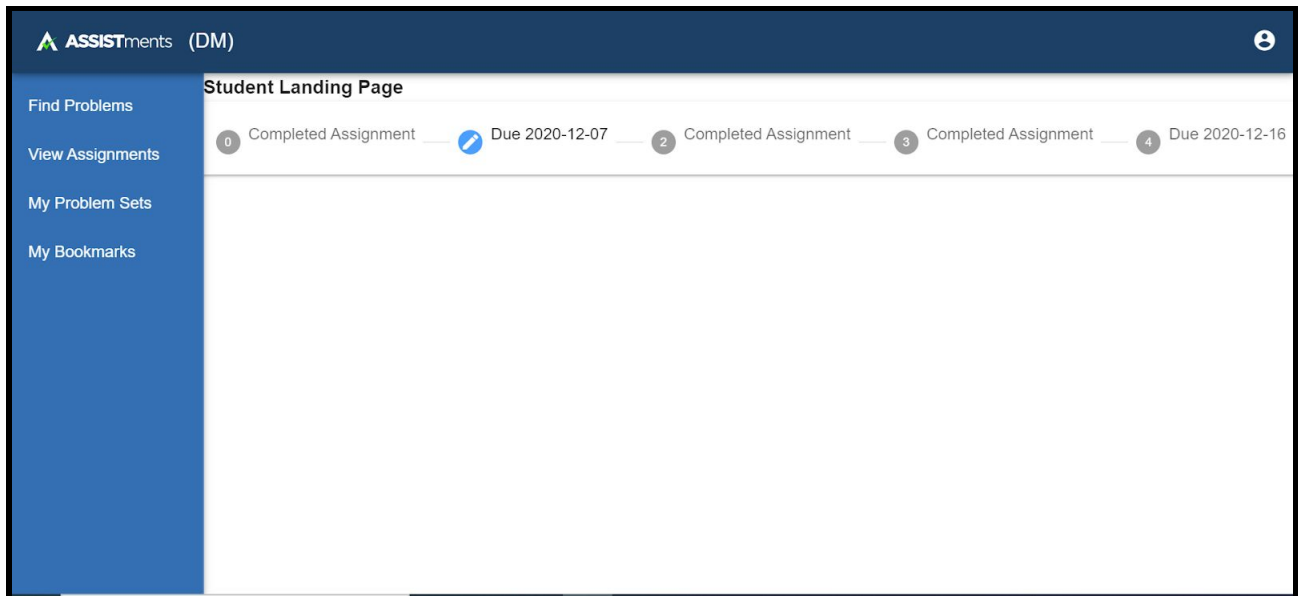 ASSISTments (DM)
Find Problems
View Assignments
My Problem Sets
My Bookmarks
Student Landing Page
0 Completed Assignment Due 2020-12-07 2 Completed Assignment 3 Completed Assignment 4 Due 2020-12-16